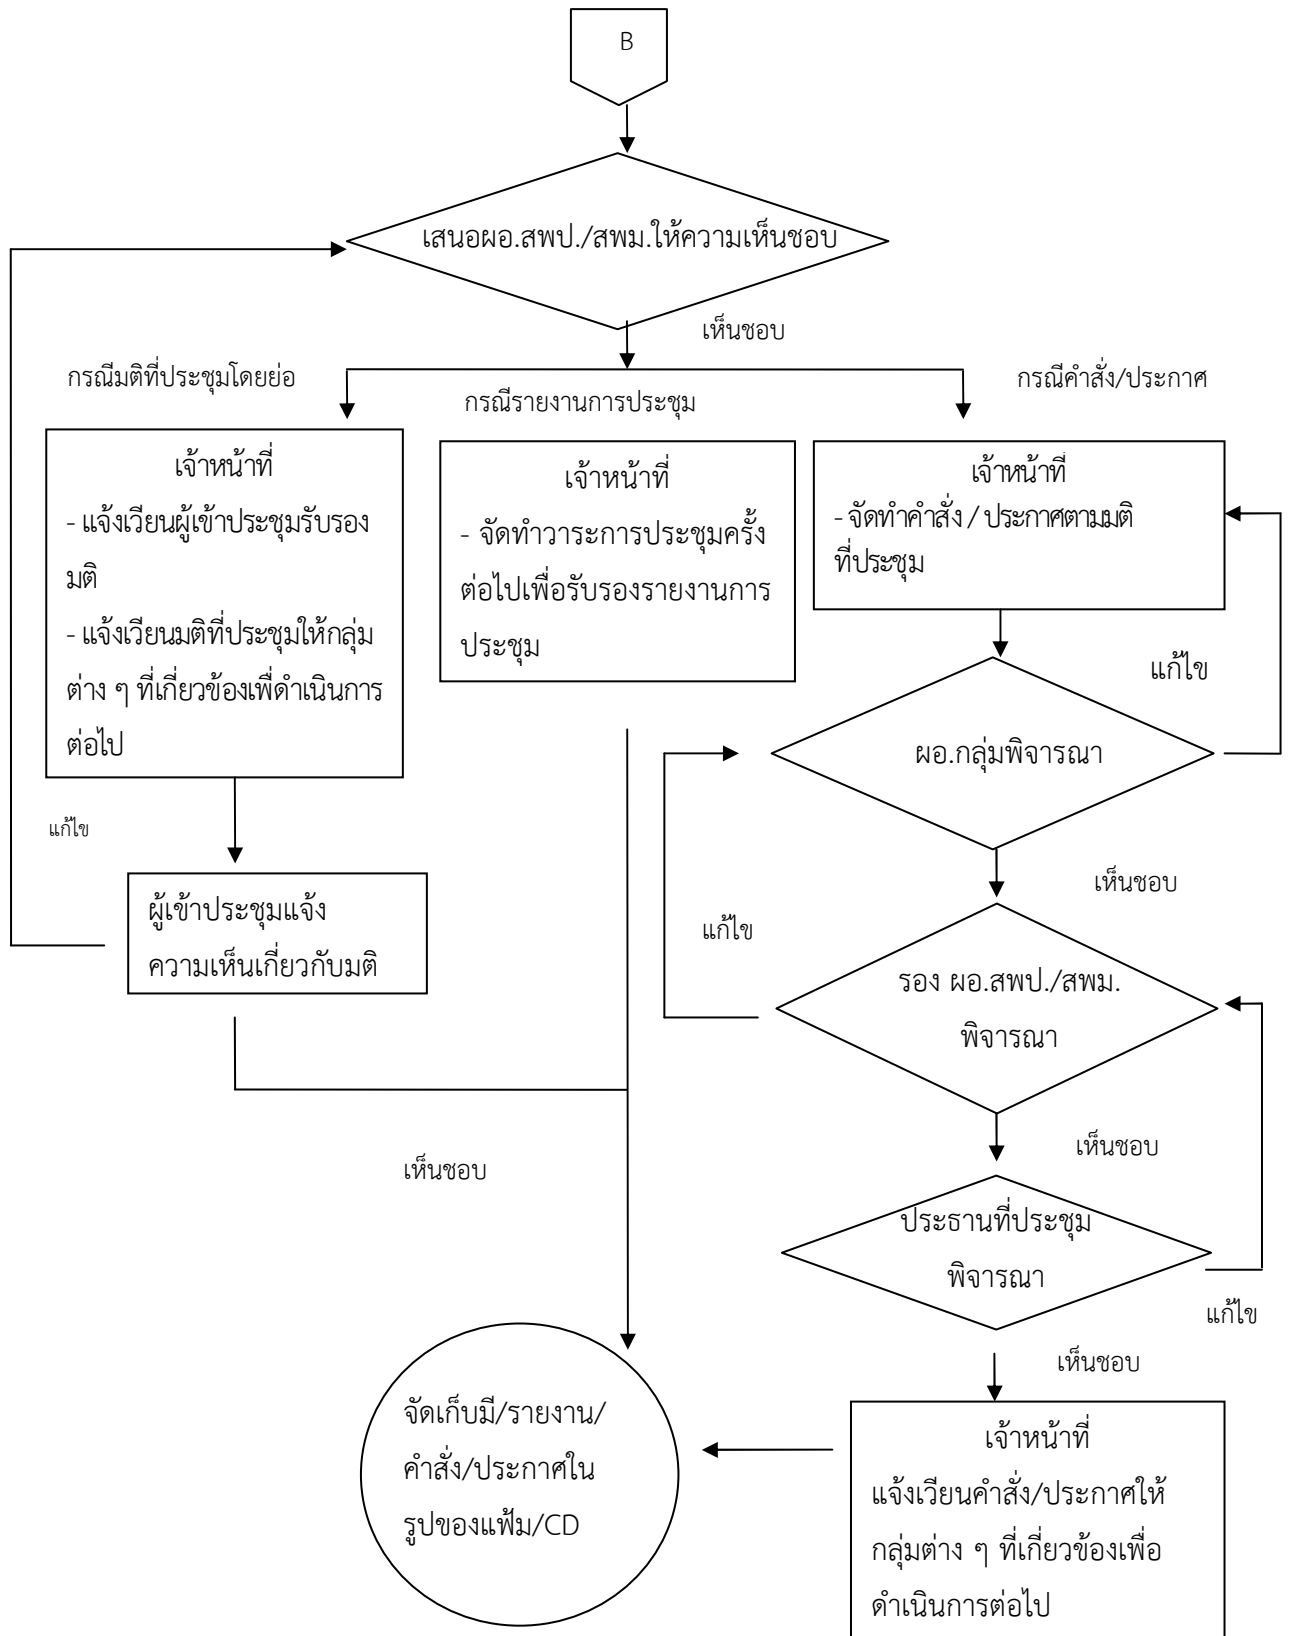 B
เสนอผอ.สพป./สพม.ให้ความเห็นชอบ
เห็นชอบ
กรณีมติที่ประชุมโดยย่อ
กรณีรายงานการประชุม
กรณีคำสั่ง/ประกาศ
เจ้าหน้าที่
- แจ้งเวียนผู้เข้าประชุมรับรอง
มติ
- แจ้งเวียนมติที่ประชุมให้กลุ่ม
ต่าง ๆ ที่เกี่ยวข้องเพื่ดำเนินการ
ต่อไป
เจ้าหน้าที่
- จัดทำวาระการประชุมครั้ง
ต่อไปเพื่อรับรองรายงานการ
ประชุม
เจ้าหน้าที่
- จัดทำคำสั่ง / ประกาศตามมติ
ที่ประชุม
แก้ไข
ผอ.กลุ่มพิจารณา
แก้ไข
เห็นชอบ
ผู้เข้าประชุมแจ้ง
ความเห็นเกี่ยวกับมติ
แก้ไข
รอง ผอ.สพป./สพม.
พิจารณา
เห็นชอบ
เห็นชอบ
ประธานที่ประชุม
พิจารณา
แก้ไข
เห็นชอบ
จัดเก็บมี/รายงาน/
คำสั่ง/ประกาศใน
รูปของแฟ้ม/CD
เจ้าหน้าที่
แจ้งเวียนคำสั่ง/ประกาศให้
กลุ่มต่าง ๆ ที่เกี่ยวข้องเพื่อ
ดำเนินการต่อไป